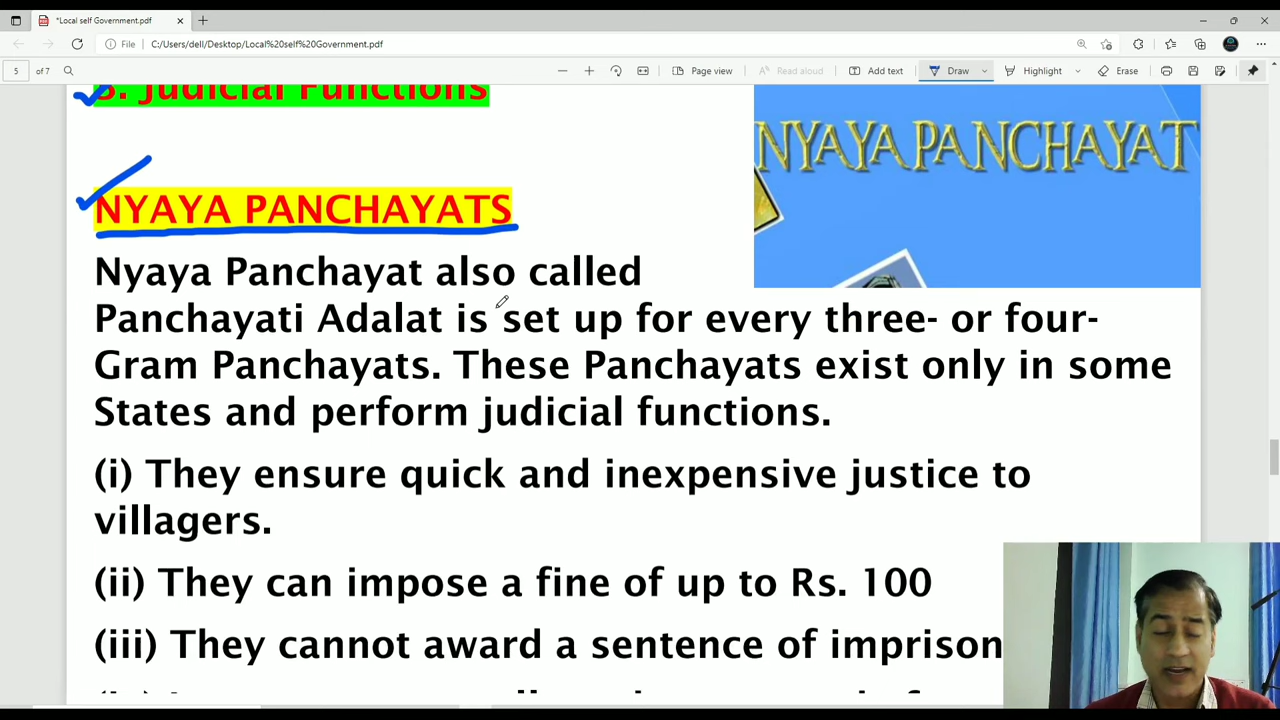 *Local self Government.pdf
File C:/Users/dell/Desktop/Local%20self%20Government.pdf
5 of 7 Page view Read aloud Add text Draw Highlight Erase
3. Judicial Functions
NYAYA PANCHAYAT
NYAYA PANCHAYATS
Nyaya Panchayat also called
Panchayati Adalat is set up for every three- or four-
Gram Panchayats. These Panchayats exist only in some
States and perform judicial functions.
(i) They ensure quick and inexpensive justice to
villagers.
(ii) They can impose a fine of up to Rs. 100
(iii) They cannot award a sentence of imprison